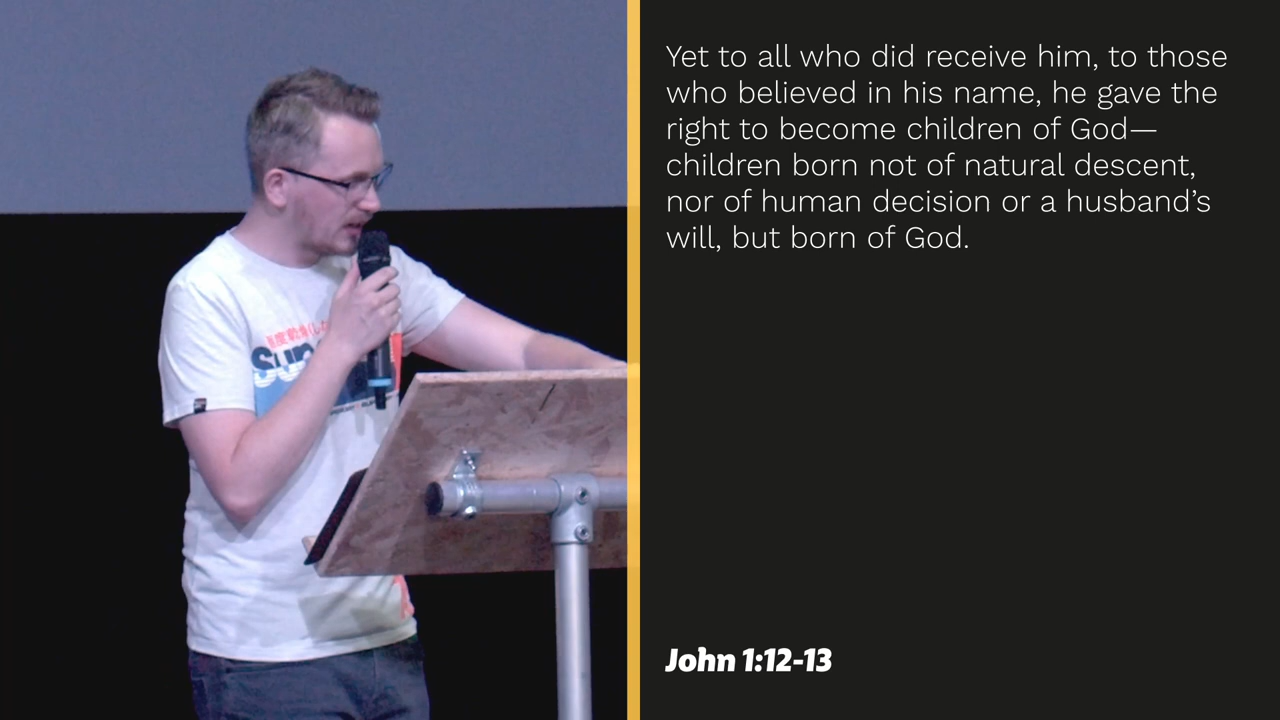 Yet to all who did receive him, to those
who believed in his name, he gave the
right to become children of God—
children born not of natural descent,
nor of human decision or a husband’s
will, but born of God.
John 1:12-13